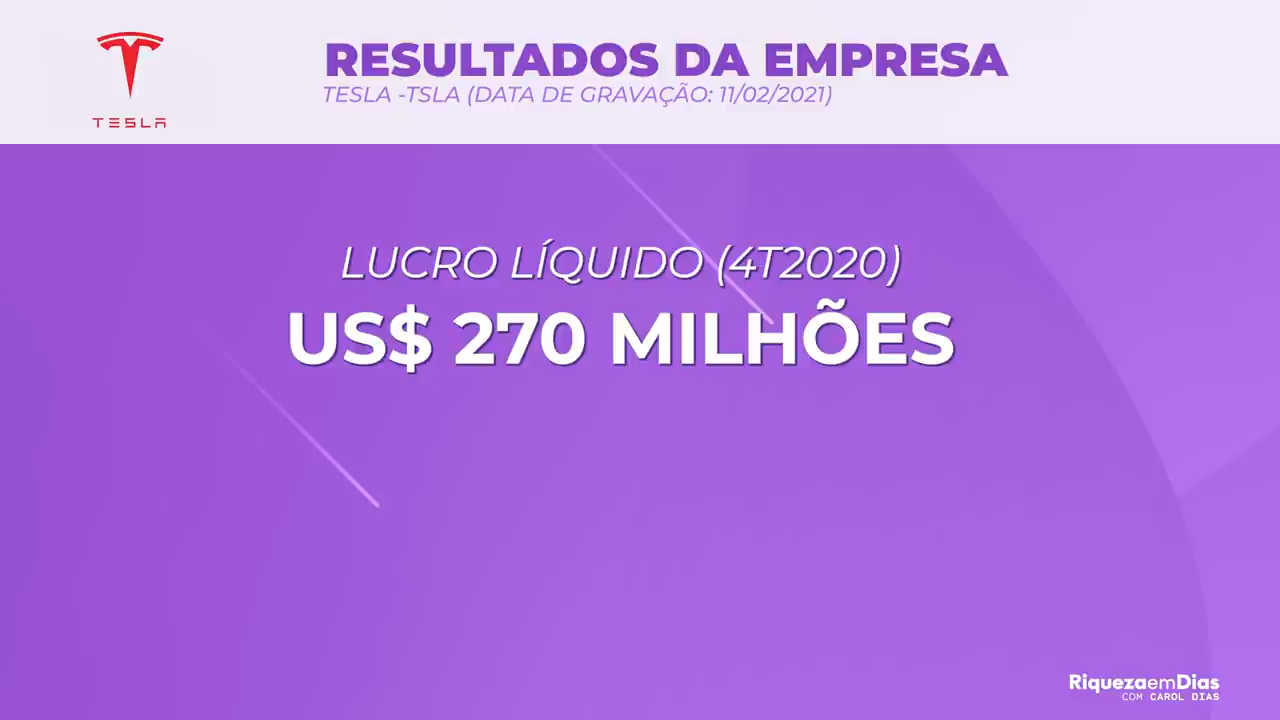 TESLA
RESULTADOS DA EMPRESA
TESLA -TSLA (DATA DE GRAVAÇÃO: 11/02/2021)
LUCRO LÍQUIDO (4T2020)
US$ 270 MILHÕES
RiquezaemDias
COM CAROL DIAS